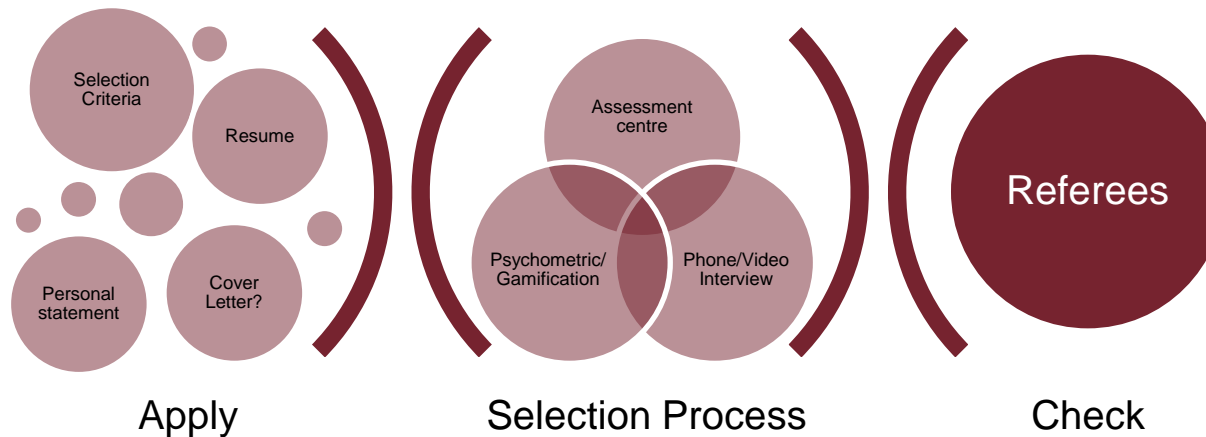 Selection
Criteria
Resume
Personal
statement
Cover
Letter?
Apply
Assessment
centre
Psychometric/
Gamification
Phone/Video
Interview
Selection Process
Referees
Check